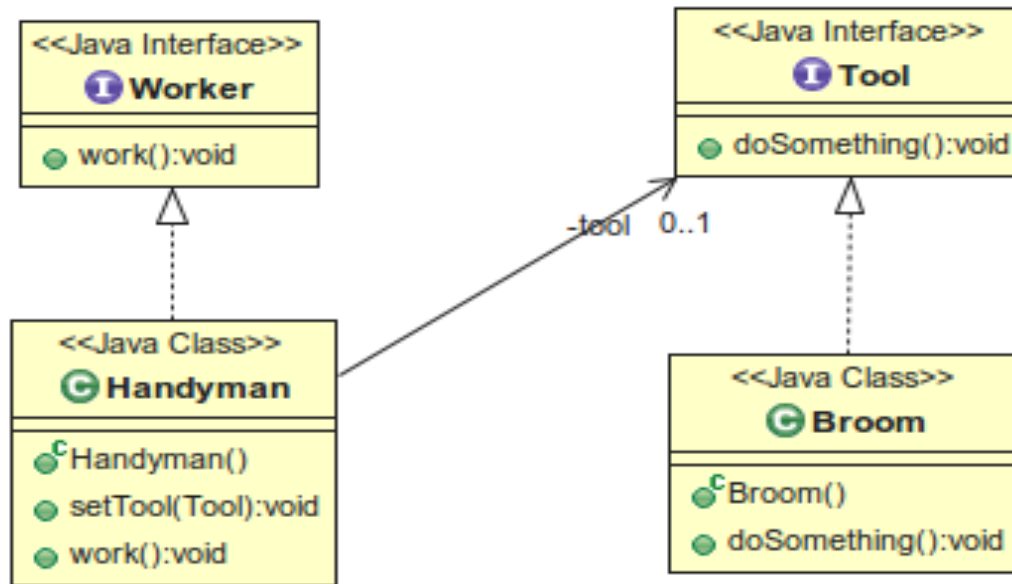 <<Java Interface>>
I Worker
work():void
<<Java Interface>>
I Tool
doSomething():void
-tool 0..1
<<Java Class>>
C Handyman
C Handyman()
setTool(Tool):void
work():void
<<Java Class>>
C Broom
C Broom()
doSomething():void